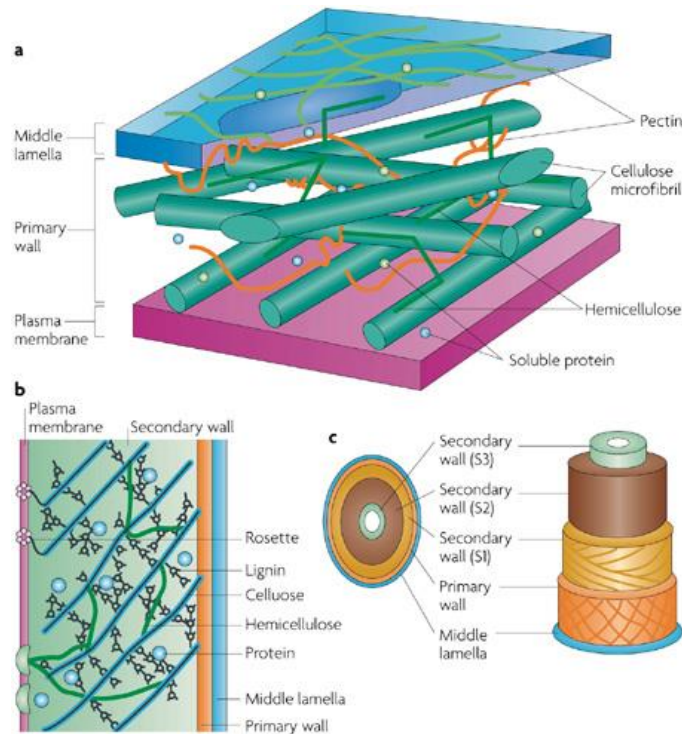 a
Middle
lamella
Primary
wall
Plasma
membrane
Pectin
Cellulose
microfibril
Hemicellulose
Soluble protein
b
Plasma
membrane
Secondary wall
Rosette
Lignin
Celluose
Hemicellulose
Protein
Middle lamella
Primary wall
c
Secondary
wall (S3)
Secondary
wall (S2)
Secondary
wall (S1)
Primary
wall
Middle
lamella